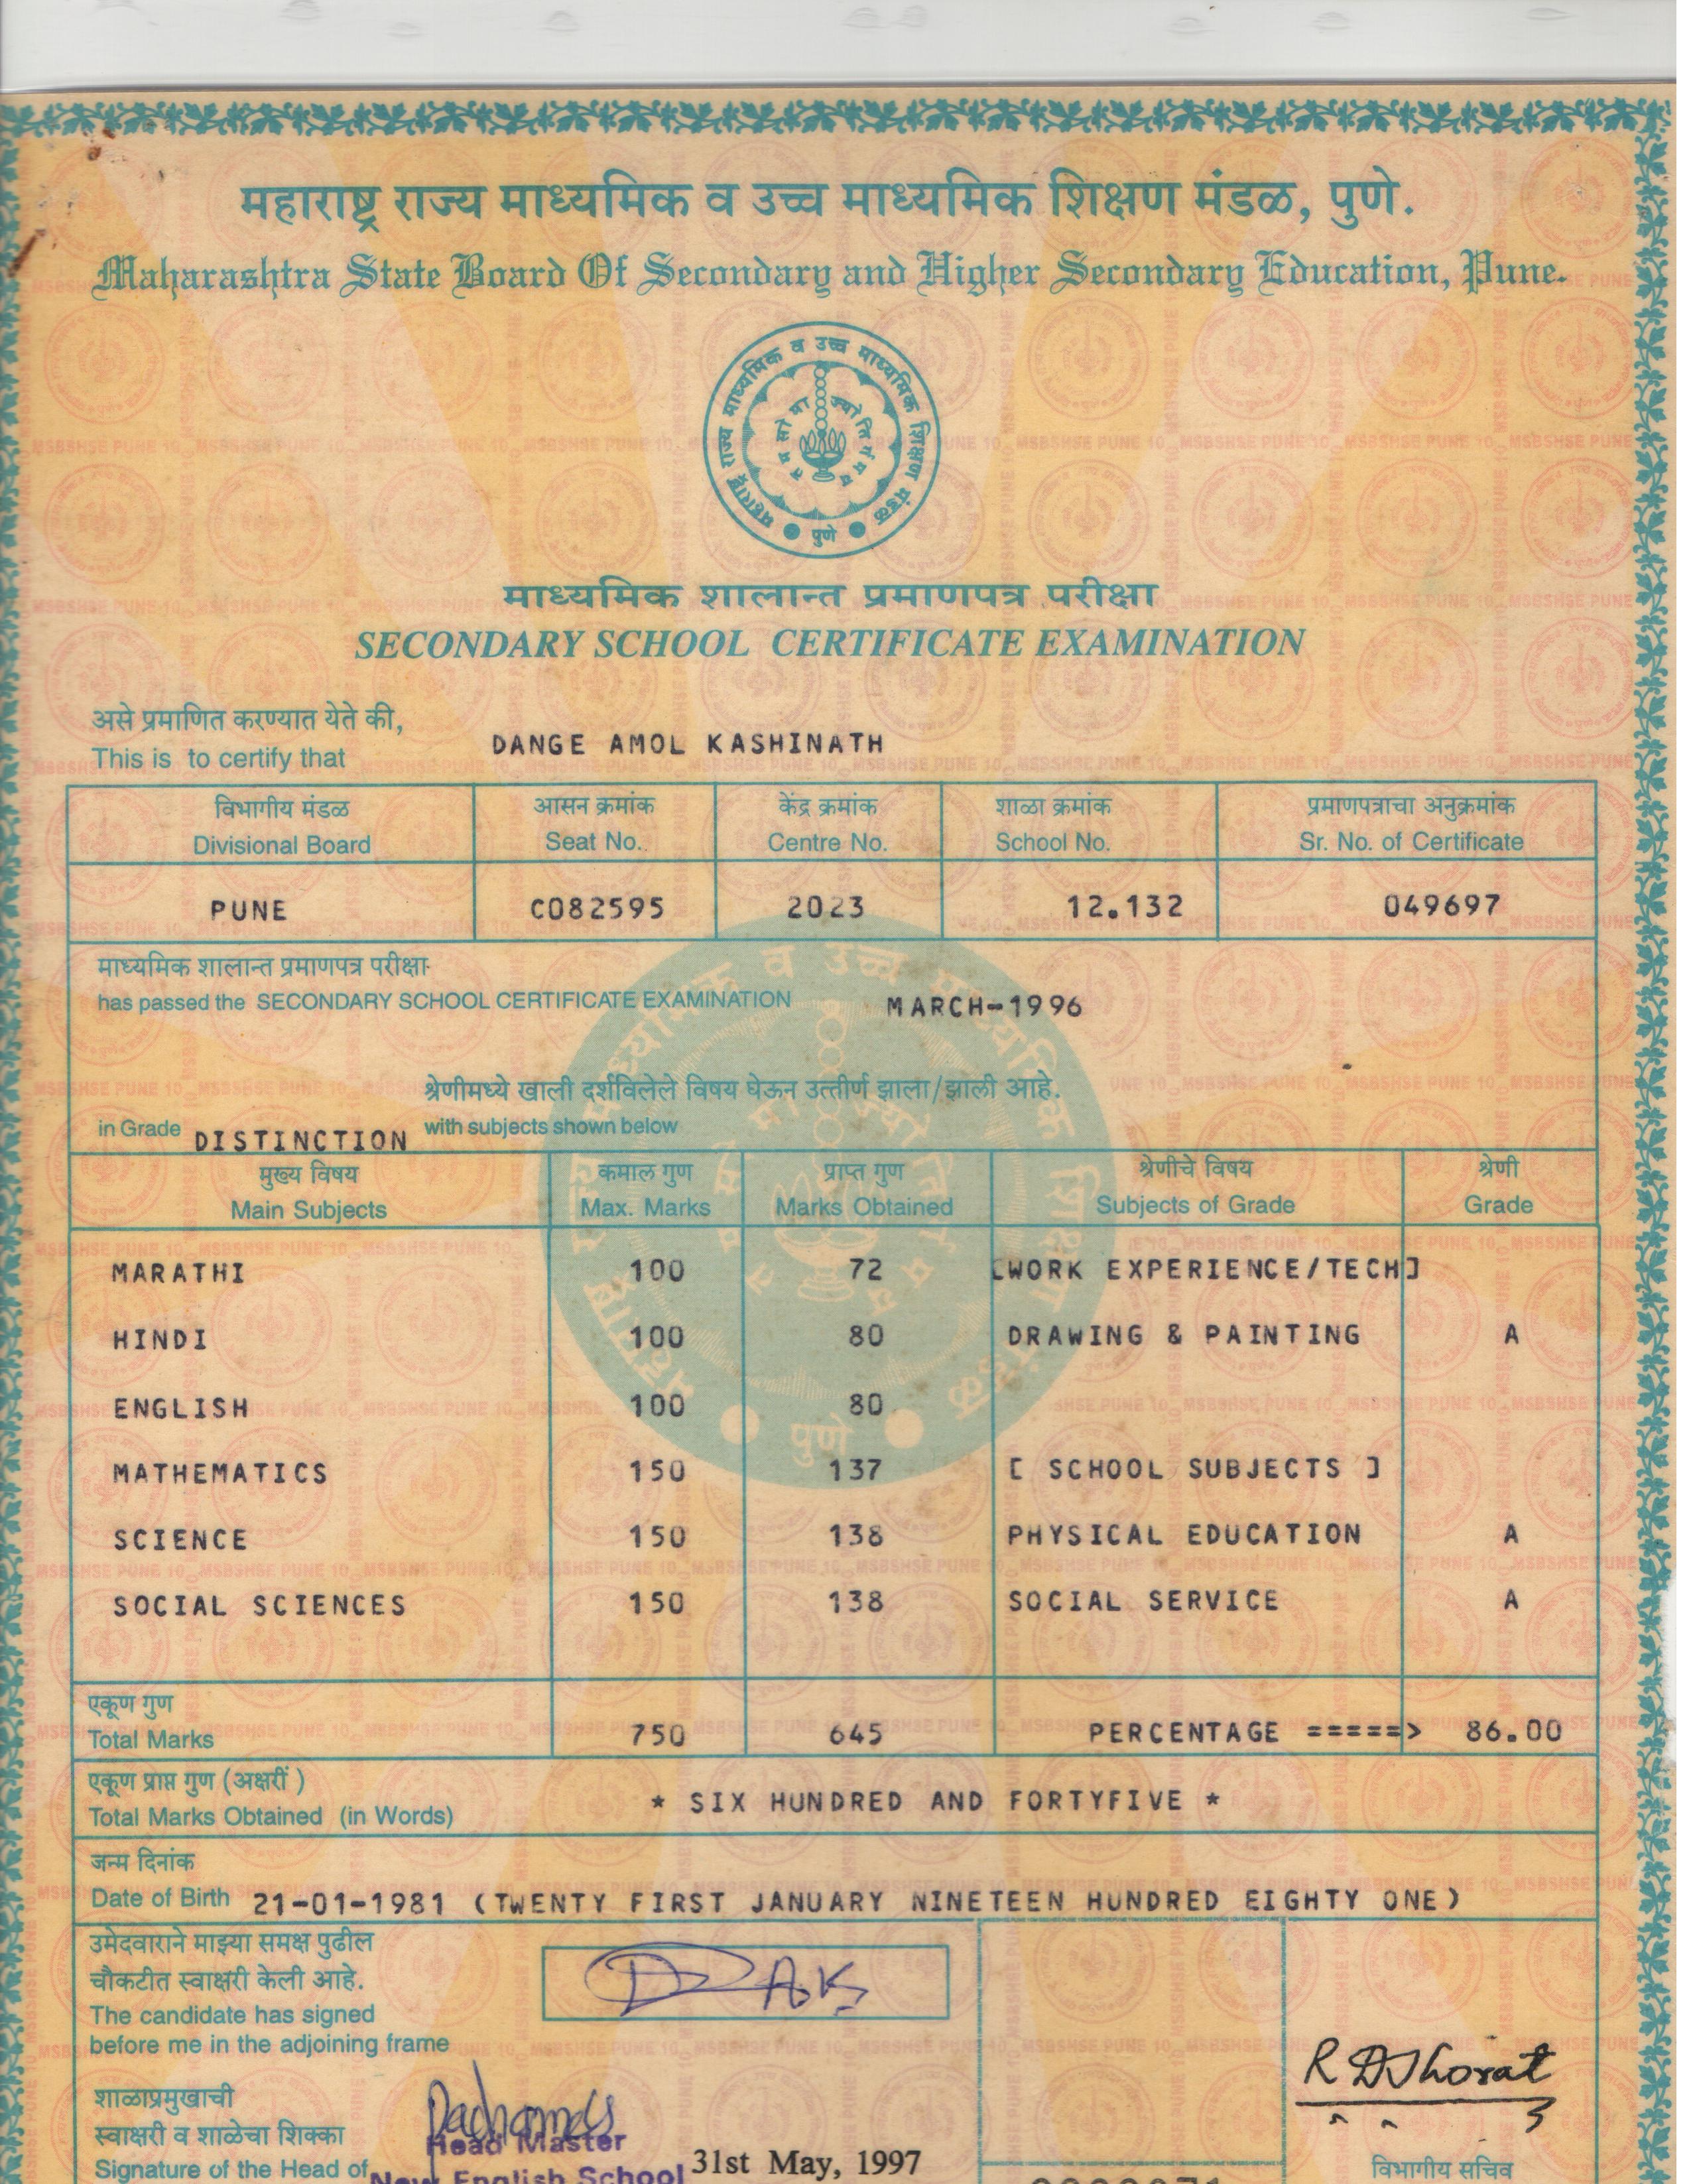 महाराष्ट्र राज्य माध्यमिक व उच्च माध्यमिक शिक्षण मंडळ, पुणे.
Maharashtra State Board Of Secondary and Higher Secondary Education, Pune.
महाराष्ट्र राज्य माध्यमिक व उच्च माध्यमिक शिक्षण मंडळ
पुणे
माध्यमिक शालान्त प्रमाणपत्र परीक्षा
SECONDARY SCHOOL CERTIFICATE EXAMINATION
असे प्रमाणित करण्यात येते की,
This is to certify that DANGE AMOL KASHINATH
विभागीय मंडळ आसन क्रमांक केंद्र क्रमांक शाळा क्रमांक प्रमाणपत्राचा अनुक्रमांक
Divisional Board Seat No. Centre No. School No. Sr. No. of Certificate
PUNE C082595 2023 12.132 049697
माध्यमिक शालान्त प्रमाणपत्र परीक्षा
has passed the SECONDARY SCHOOL CERTIFICATE EXAMINATION MARCH-1996
श्रेणीमध्ये खाली दर्शविलेले विषय घेऊन उत्तीर्ण झाला/झाली आहे.
in Grade DISTINCTION with subjects shown below
मुख्य विषय कमाल गुण प्राप्त गुण श्रेणीचे विषय श्रेणी
Main Subjects Max. Marks Marks Obtained Subjects of Grade Grade
MARATHI 100 72 [WORK EXPERIENCE/TECH]
HINDI 100 80 DRAWING & PAINTING A
ENGLISH 100 80
MATHEMATICS 150 137 [ SCHOOL SUBJECTS ]
SCIENCE 150 138 PHYSICAL EDUCATION A
SOCIAL SCIENCES 150 138 SOCIAL SERVICE A
एकूण गुण
Total Marks 750 645 PERCENTAGE =====> 86.00
एकूण प्राप्त गुण (अक्षरीं )
Total Marks Obtained (in Words) * SIX HUNDRED AND FORTYFIVE *
जन्म दिनांक
Date of Birth 21-01-1981 (TWENTY FIRST JANUARY NINETEEN HUNDRED EIGHTY ONE)
उमेदवाराने माझ्या समक्ष पुढील
चौकटीत स्वाक्षरी केली आहे.
The candidate has signed
before me in the adjoining frame
R D Thorat
शाळाप्रमुखाची
स्वाक्षरी व शाळेचा शिक्का
Head Master
Signature of the Head of New English School 31st May, 1997 विभागीय सचिव